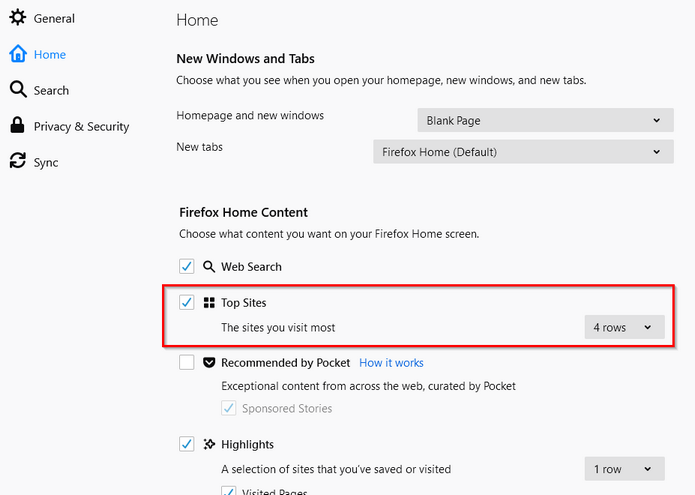 General
Home
Search
Privacy & Security
Sync
Home
New Windows and Tabs
Choose what you see when you open your homepage, new windows, and new tabs.
Homepage and new windows
Blank Page
New tabs
Firefox Home (Default)
Firefox Home Content
Choose what content you want on your Firefox Home screen.
Web Search
Top Sites
The sites you visit most
4 rows
Recommended by Pocket How it works
Exceptional content from across the web, curated by Pocket
Sponsored Stories
Highlights
A selection of sites that you've saved or visited
1 row
Visited Pages